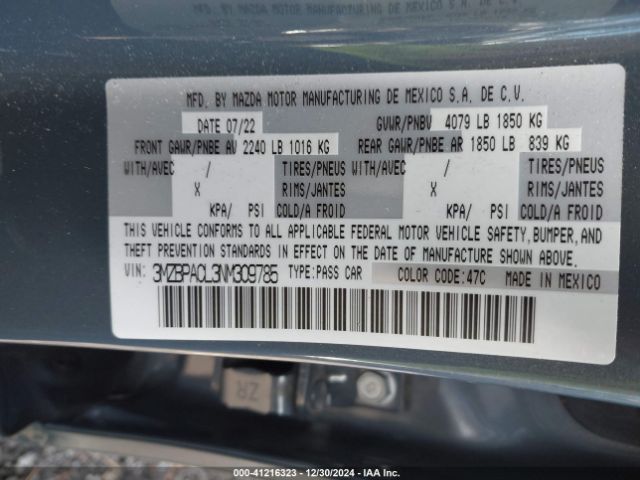 MFD. BY MAZDA MOTOR MANUFACTURING DE MEXICO S.A. DE C.V.
DATE 07/22 GVWR/PNBV 4079 LB 1850 KG
FRONT GAWR/PNBE AV 2240 LB 1016 KG REAR GAWR/PNBE AR 1850 LB 839 KG
WITH/AVEC / TIRES/PNEUS WITH/AVEC / TIRES/PNEUS
X RIMS/JANTES X RIMS/JANTES
KPA/ PSI COLD/A FROID KPA/ PSI COLD/A FROID
THIS VEHICLE CONFORMS TO ALL APPLICABLE FEDERAL MOTOR VEHICLE SAFETY, BUMPER, AND
THEFT PREVENTION STANDARDS IN EFFECT ON THE DATE OF MANUFACTURE SHOWN ABOVE.
VIN: 3MZBPACL3NM309785 TYPE:PASS CAR COLOR CODE:47C MADE IN MEXICO
ZR
000-41216323 - 12/30/2024 - IAA Inc.